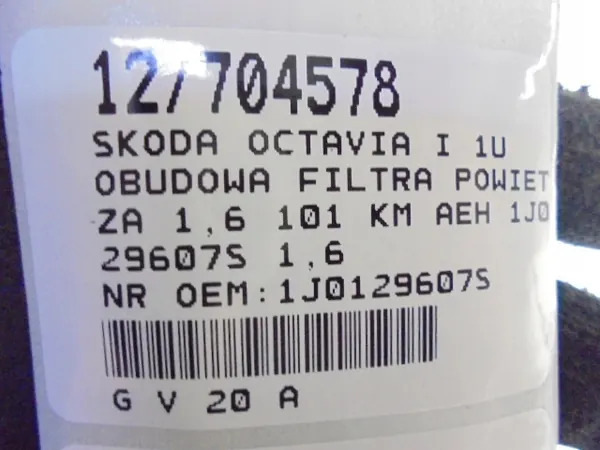 127704578
SKODA OCTAVIA I 1U
OBUDOWA FILTRA POWIET
ZA 1,6 101 KM AEH 1J0
29607S 1,6
NR OEM:1J0129607S
G V 20 A